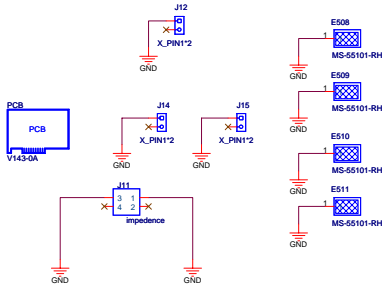 J12
X_PIN1*2
GND
E508
1
MS-55101-RH
GND
E509
1
MS-55101-RH
GND
PCB
PCB
V143-0A
J14
X_PIN1*2
GND
J15
X_PIN1*2
GND
E510
1
MS-55101-RH
GND
J11
3 1
4 2
impedence
GND
GND
E511
1
MS-55101-RH
GND